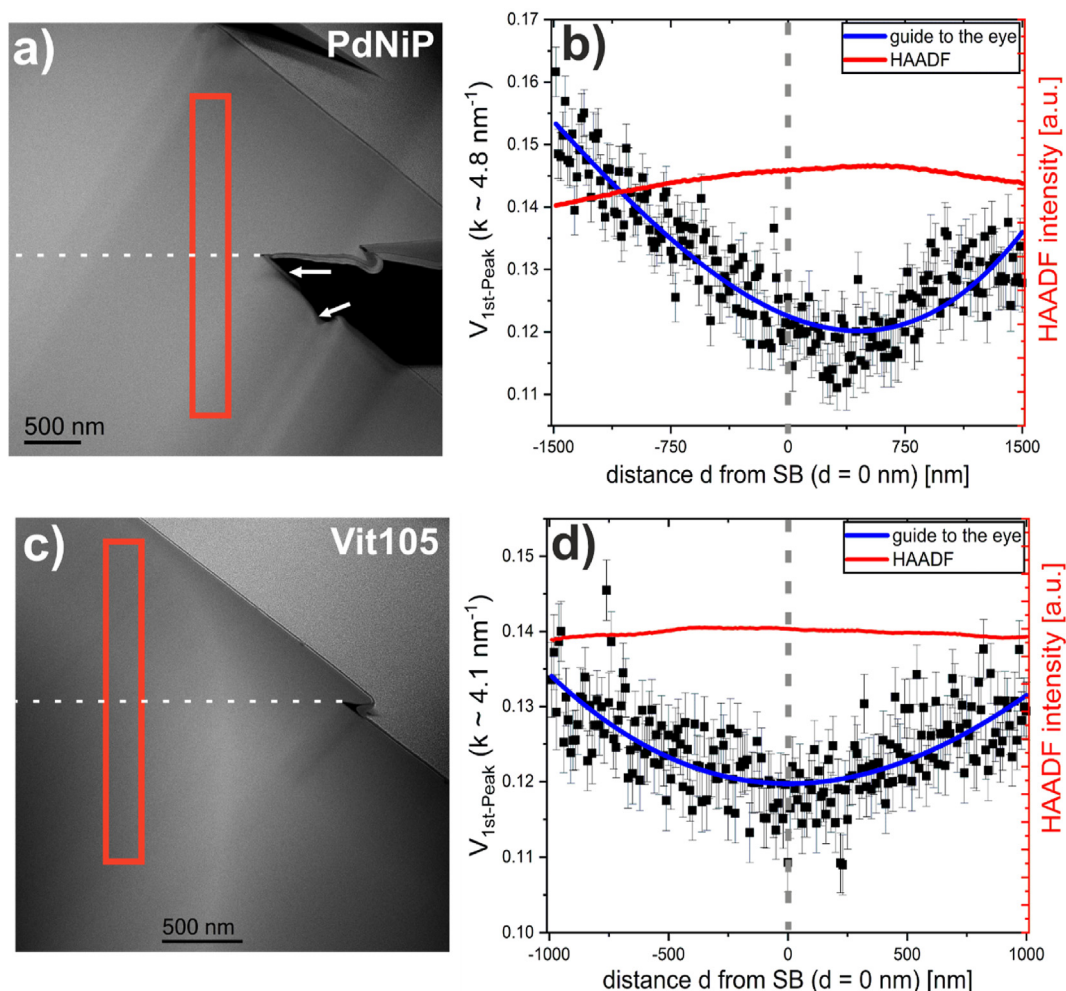 a)
PdNiP
500 nm
b)
guide to the eye
HAADF
0.17
0.16
0.15
0.14
0.13
0.12
0.11
V1st-Peak (k ~ 4.8 nm⁻¹)
HAADF intensity [a.u.]
-1500
-750
0
750
1500
distance d from SB (d = 0 nm) [nm]
c)
Vit105
500 nm
d)
guide to the eye
HAADF
0.15
0.14
0.13
0.12
0.11
0.10
V1st-Peak (k ~ 4.1 nm⁻¹)
HAADF intensity [a.u.]
-1000
-500
0
500
1000
distance d from SB (d = 0 nm) [nm]